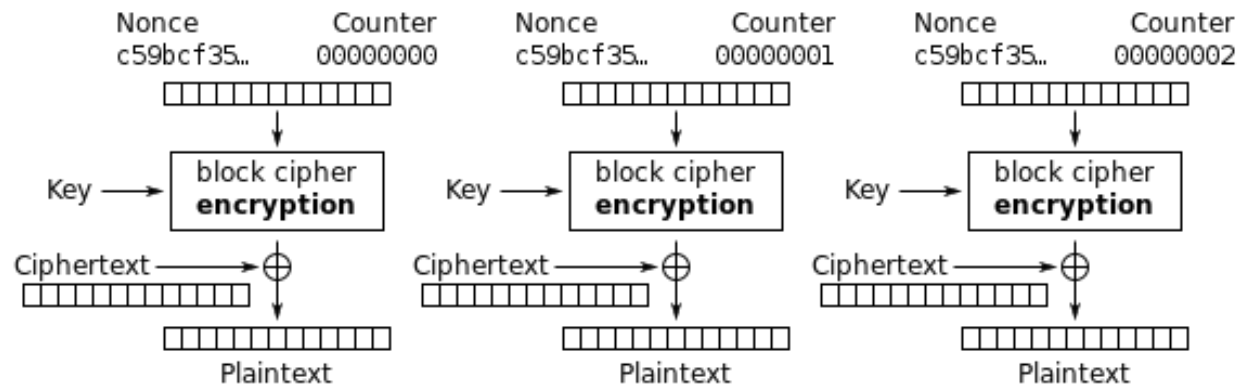 Nonce Counter Nonce Counter Nonce Counter
c59bcf35… 00000000 c59bcf35… 00000001 c59bcf35… 00000002
block cipher block cipher block cipher
Key Key Key
encryption encryption encryption
Ciphertext Ciphertext Ciphertext
Plaintext Plaintext Plaintext